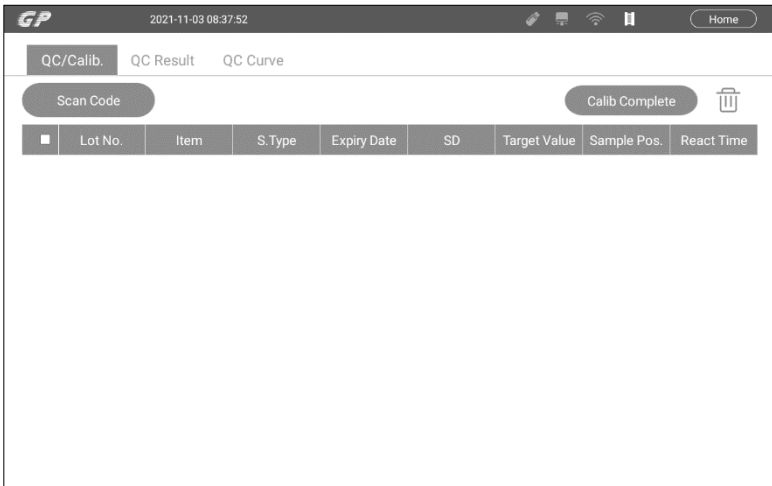 GP 2021-11-03 08:37:52 Home
QC/Calib. QC Result QC Curve
Scan Code Calib Complete
Lot No. Item S.Type Expiry Date SD Target Value Sample Pos. React Time